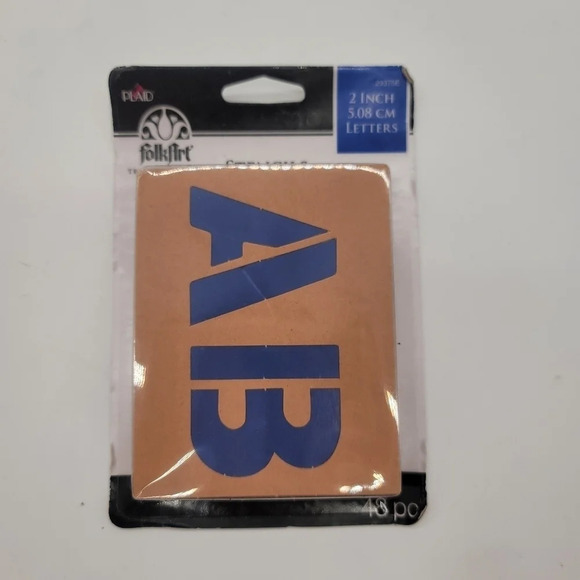 PLAID
FolkArt
2 INCH
5.08 CM
LETTERS
A
B
48 pc